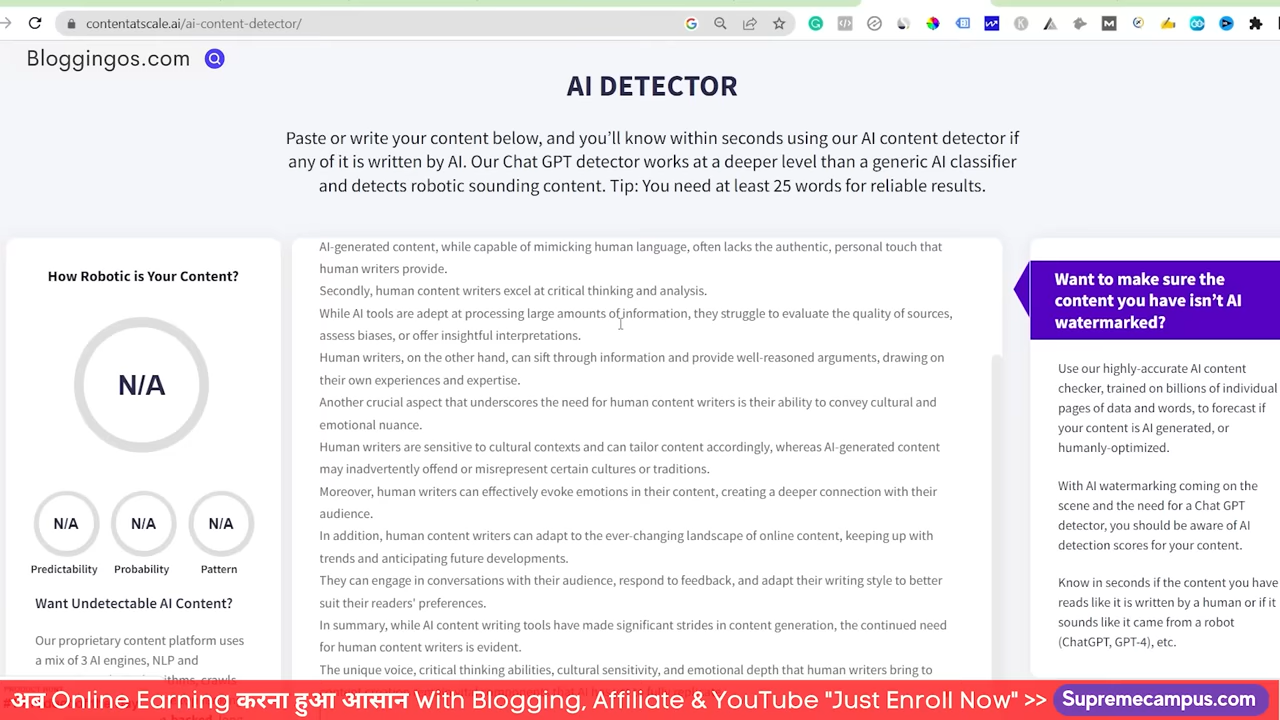 contentatscale.ai/ai-content-detector/
Bloggingos.com
AI DETECTOR
Paste or write your content below, and you'll know within seconds using our AI content detector if
any of it is written by AI. Our Chat GPT detector works at a deeper level than a generic AI classifier
and detects robotic sounding content. Tip: You need at least 25 words for reliable results.
How Robotic is Your Content?
N/A
N/A
N/A
N/A
Predictability
Probability
Pattern
Want Undetectable AI Content?
Our proprietary content platform uses
a mix of 3 AI engines, NLP and
AI-generated content, while capable of mimicking human language, often lacks the authentic, personal touch that
human writers provide.
Secondly, human content writers excel at critical thinking and analysis.
While AI tools are adept at processing large amounts of information, they struggle to evaluate the quality of sources,
assess biases, or offer insightful interpretations.
Human writers, on the other hand, can sift through information and provide well-reasoned arguments, drawing on
their own experiences and expertise.
Another crucial aspect that underscores the need for human content writers is their ability to convey cultural and
emotional nuance.
Human writers are sensitive to cultural contexts and can tailor content accordingly, whereas AI-generated content
may inadvertently offend or misrepresent certain cultures or traditions.
Moreover, human writers can effectively evoke emotions in their content, creating a deeper connection with their
audience.
In addition, human content writers can adapt to the ever-changing landscape of online content, keeping up with
trends and anticipating future developments.
They can engage in conversations with their audience, respond to feedback, and adapt their writing style to better
suit their readers' preferences.
In summary, while AI content writing tools have made significant strides in content generation, the continued need
for human content writers is evident.
The unique voice, critical thinking abilities, cultural sensitivity, and emotional depth that human writers bring to
Want to make sure the
content you have isn't AI
watermarked?
Use our highly-accurate AI content
checker, trained on billions of individual
pages of data and words, to forecast if
your content is AI generated, or
humanly-optimized.
With AI watermarking coming on the
scene and the need for a Chat GPT
detector, you should be aware of AI
detection scores for your content.
Know in seconds if the content you have
reads like it is written by a human or if it
sounds like it came from a robot
(ChatGPT, GPT-4), etc.
अब Online Earning करना हुआ आसान With Blogging, Affiliate & YouTube "Just Enroll Now" >> Supremecampus.com